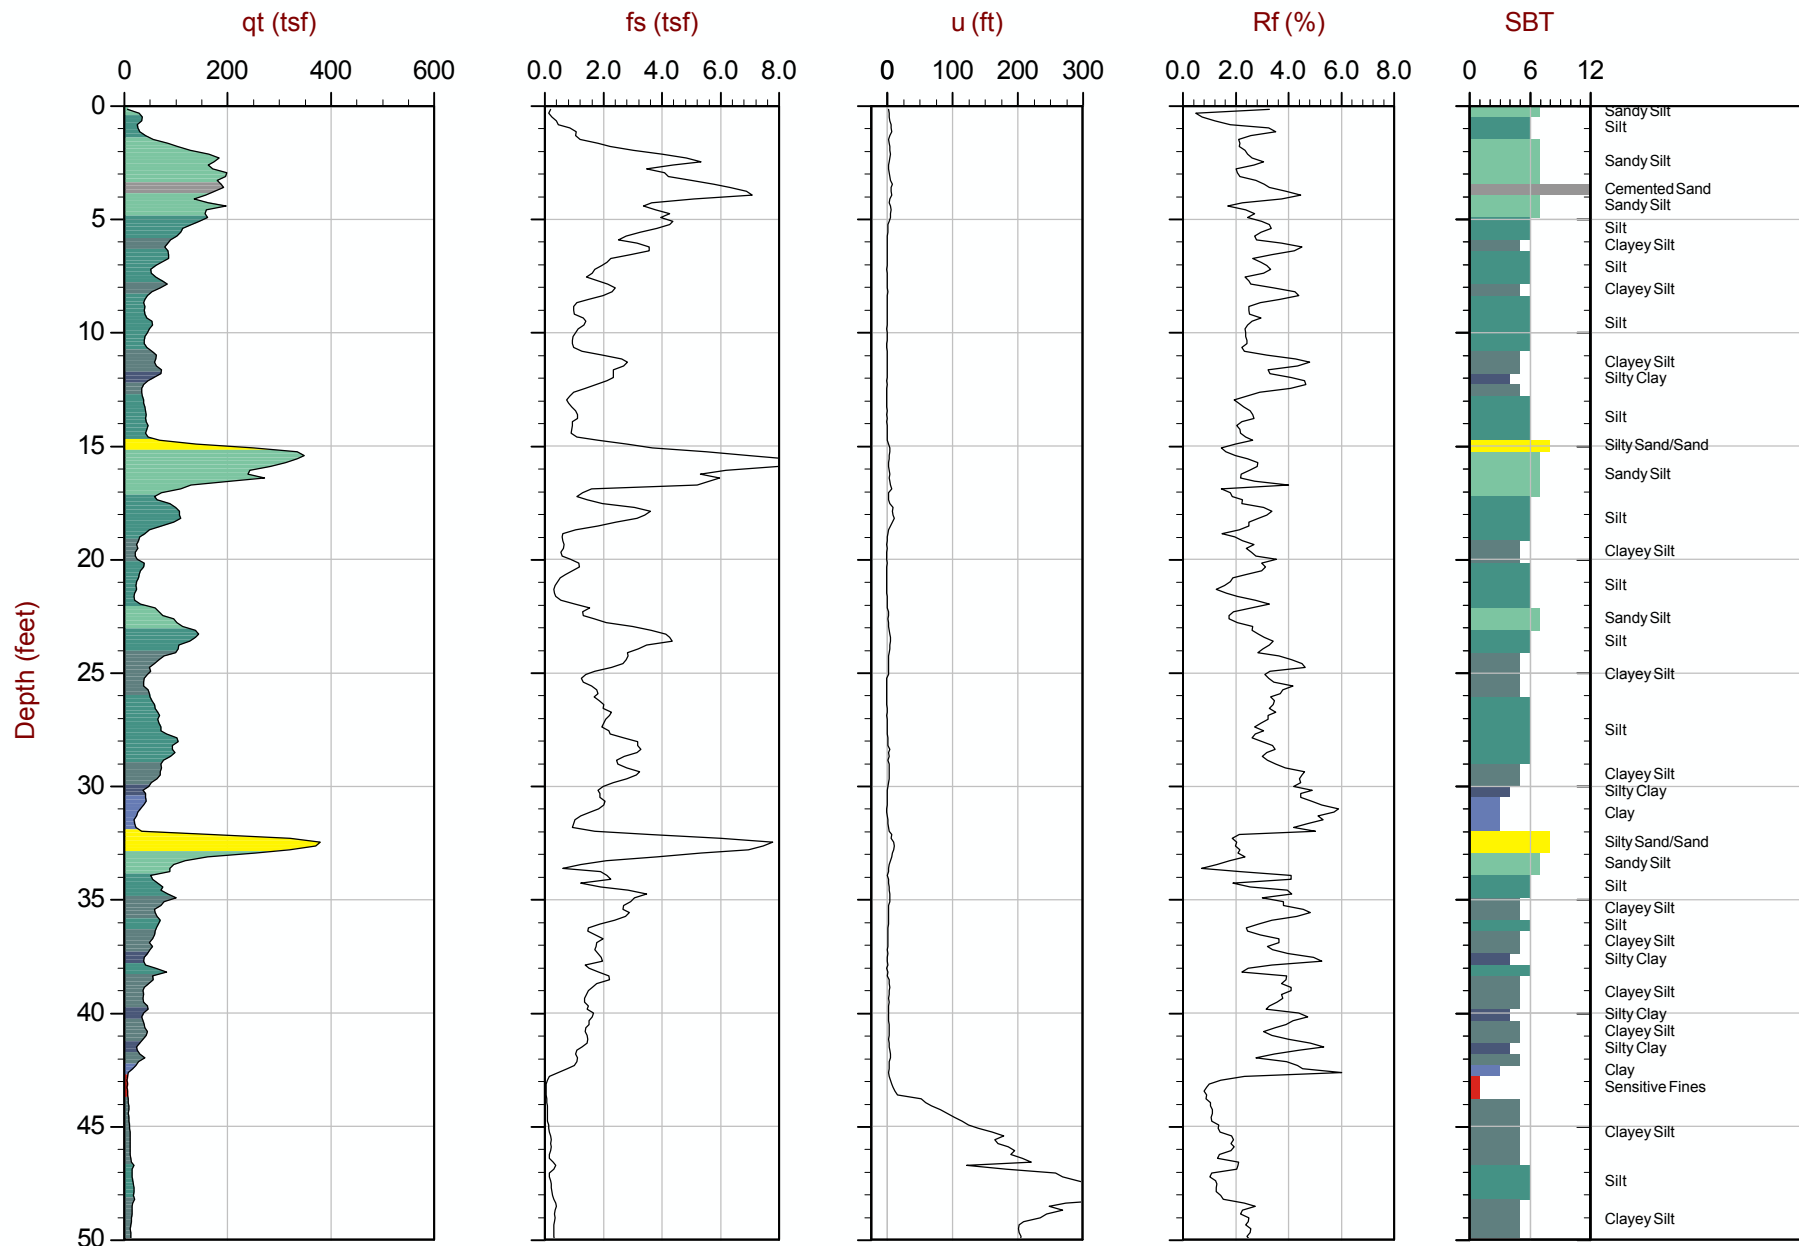 qt (tsf) fs (tsf) u (ft) Rf (%) SBT
0 200 400 600 0.0 2.0 4.0 6.0 8.0 0 100 200 300 0.0 2.0 4.0 6.0 8.0 0 6 12
0
Sandy Silt
Silt
Sandy Silt
Cemented Sand
Sandy Silt
5
Silt
Clayey Silt
Silt
Clayey Silt
Silt
10
Clayey Silt
Silty Clay
Silt
15
Silty Sand/Sand
Sandy Silt
Silt
Clayey Silt
20
Silt
Sandy Silt
Silt
25
Clayey Silt
Depth (feet)
Silt
Clayey Silt
30
Silty Clay
Clay
Silty Sand/Sand
Sandy Silt
Silt
35
Clayey Silt
Silt
Clayey Silt
Silty Clay
Clayey Silt
40
Silty Clay
Clayey Silt
Silty Clay
Clay
Sensitive Fines
45
Clayey Silt
Silt
Clayey Silt
50